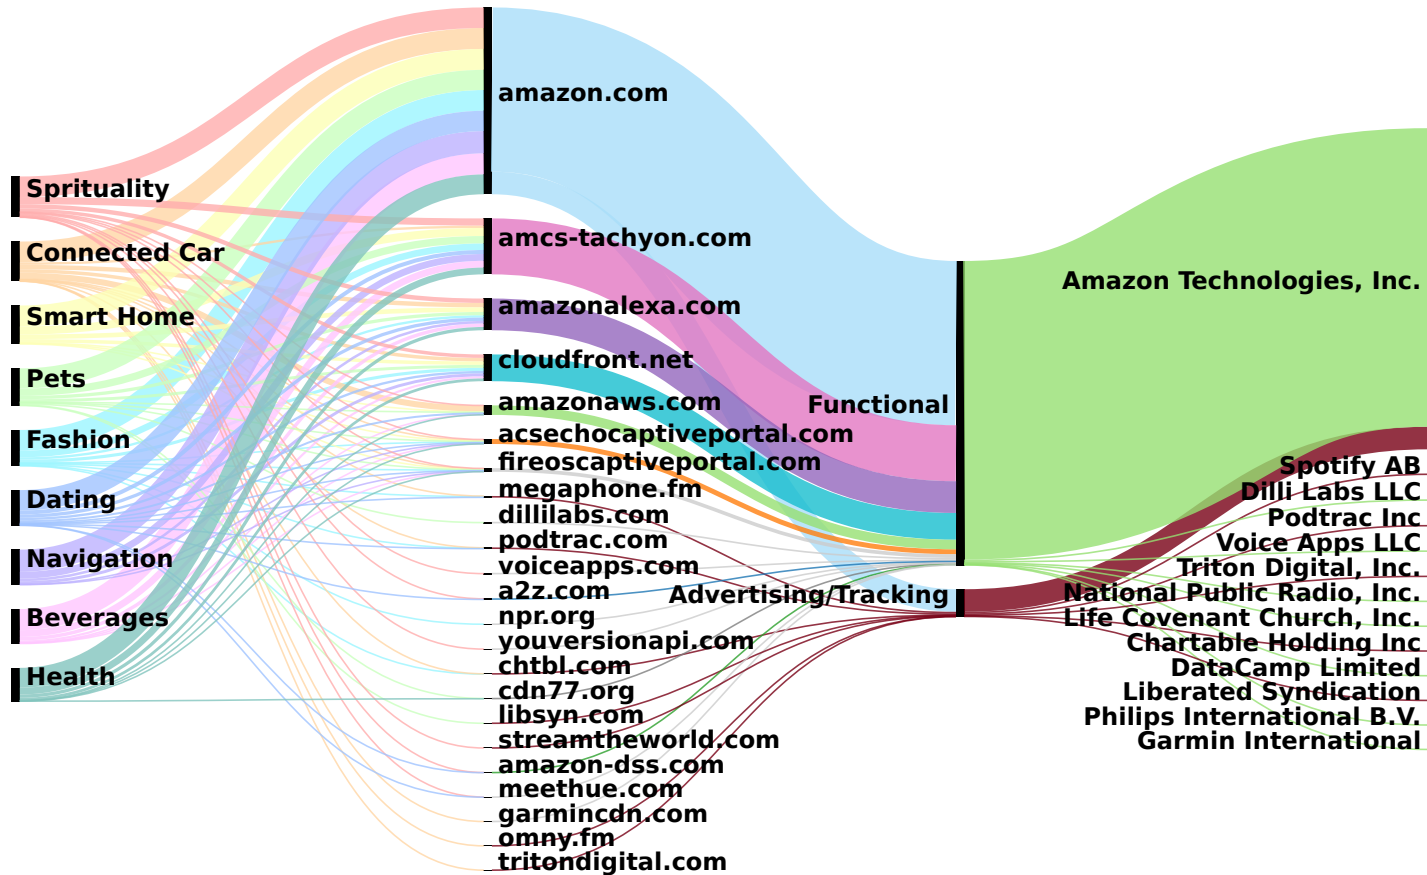 Sprituality
Connected Car
Smart Home
Pets
Fashion
Dating
Navigation
Beverages
Health
amazon.com
amcs-tachyon.com
amazonalexa.com
cloudfront.net
amazonaws.com
acsechocaptiveportal.com
fireoscaptiveportal.com
megaphone.fm
dillilabs.com
podtrac.com
voiceapps.com
a2z.com
npr.org
youversionapi.com
chtbl.com
cdn77.org
libsyn.com
streamtheworld.com
amazon-dss.com
meethue.com
garmincdn.com
omny.fm
tritondigital.com
Functional
Advertising/Tracking
Amazon Technologies, Inc.
Spotify AB
Dilli Labs LLC
Podtrac Inc
Voice Apps LLC
Triton Digital, Inc.
National Public Radio, Inc.
Life Covenant Church, Inc.
Chartable Holding Inc
DataCamp Limited
Liberated Syndication
Philips International B.V.
Garmin International